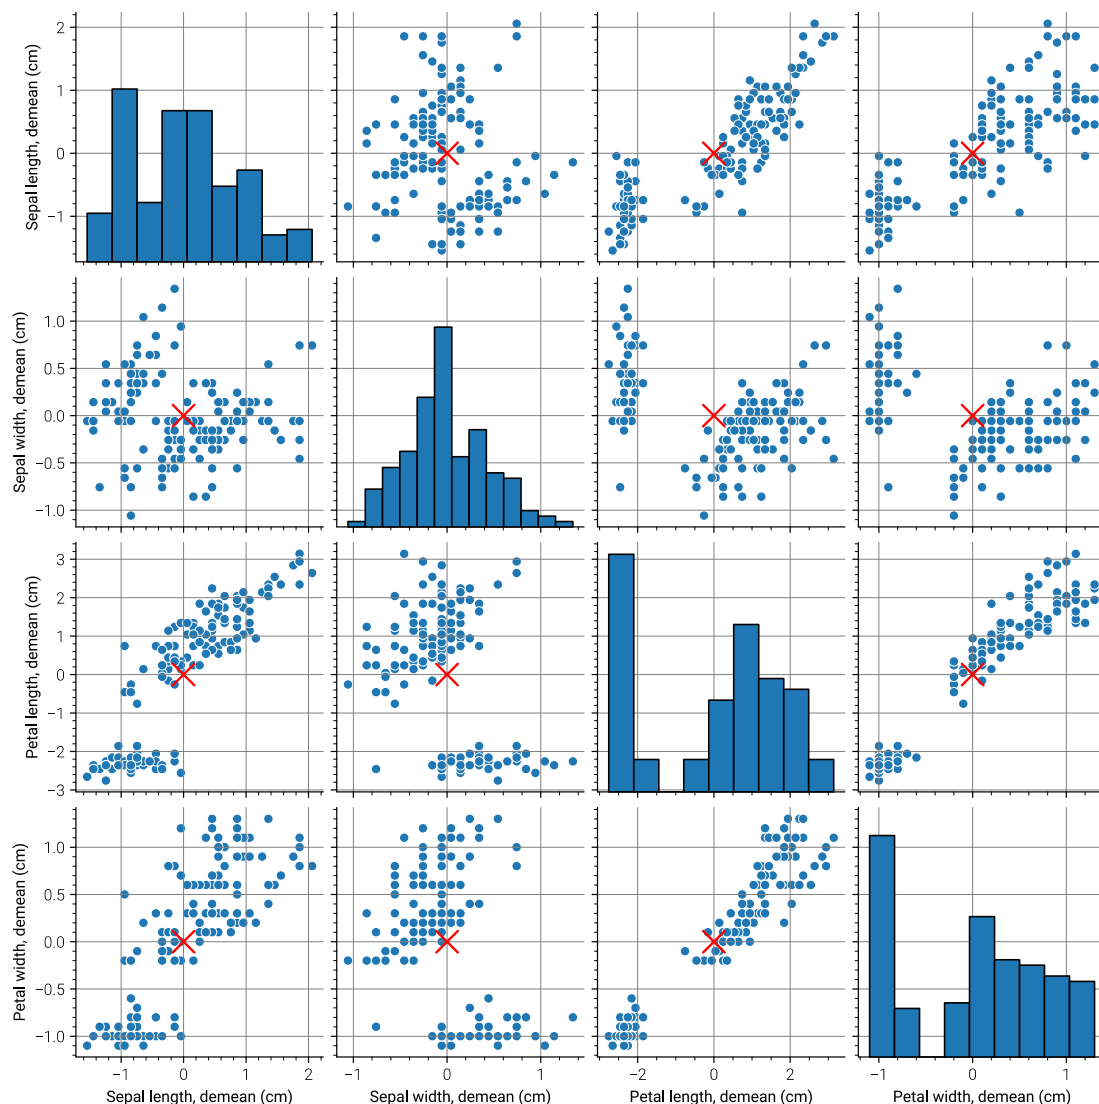 Sepal length, demean (cm)
2
1
0
−1
Sepal width, demean (cm)
1.0
0.5
0.0
−0.5
−1.0
Petal length, demean (cm)
3
2
1
0
−1
−2
−3
Petal width, demean (cm)
1.0
0.5
0.0
−0.5
−1.0
−1 0 1 2
0 1
−2 0 2
−1 0 1
Sepal length, demean (cm)
Sepal width, demean (cm)
Petal length, demean (cm)
Petal width, demean (cm)